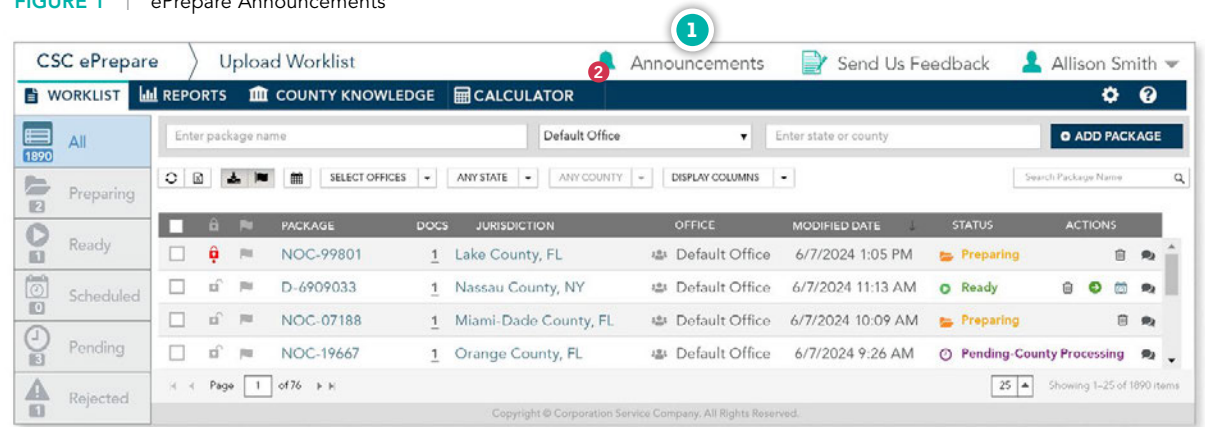 FIGURE 1 | ePrepare Announcements
1
CSC ePrepare Upload Worklist 2 Announcements Send Us Feedback Allison Smith
WORKLIST REPORTS COUNTY KNOWLEDGE CALCULATOR
All 1890
Enter package name Default Office Enter state or county ADD PACKAGE
Preparing 2
SELECT OFFICES ANY STATE ANY COUNTY DISPLAY COLUMNS Search Package Name
PACKAGE DOCS JURISDICTION OFFICE MODIFIED DATE STATUS ACTIONS
Ready 1
NOC-99801 1 Lake County, FL Default Office 6/7/2024 1:05 PM Preparing
Scheduled 0
D-6909033 1 Nassau County, NY Default Office 6/7/2024 11:13 AM Ready
NOC-07188 1 Miami-Dade County, FL Default Office 6/7/2024 10:09 AM Preparing
Pending 3
NOC-19667 1 Orange County, FL Default Office 6/7/2024 9:26 AM Pending-County Processing
Rejected 1
Page 1 of 76 25 Showing 1–25 of 1890 items
Copyright © Corporation Service Company. All Rights Reserved.